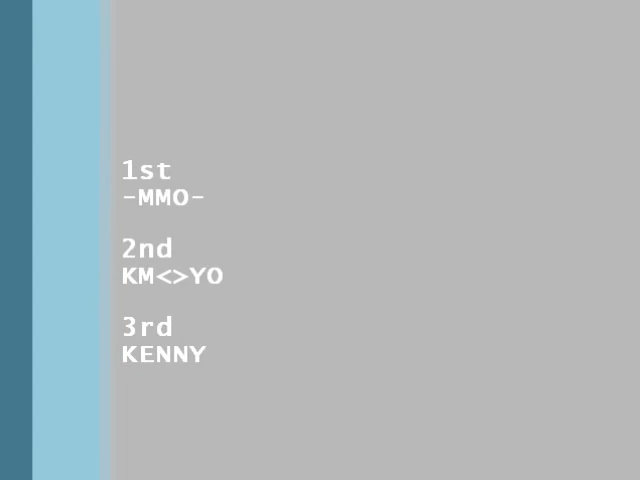 1st
-MMO-
2nd
KM<>YO
3rd
KENNY